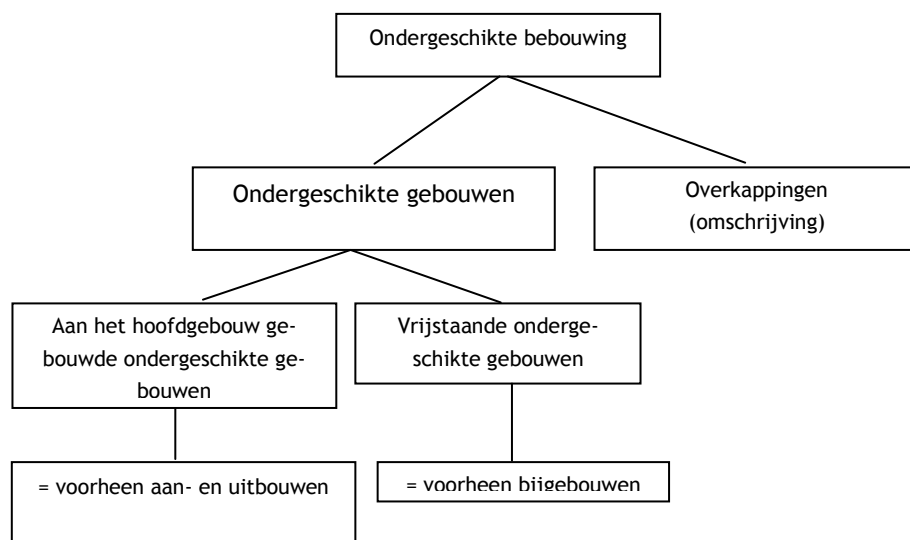 Ondergeschikte bebouwing
Ondergeschikte gebouwen
Overkappingen
(omschrijving)
Aan het hoofdgebouw ge-
bouwde ondergeschikte ge-
bouwen
Vrijstaande onderge-
schikte gebouwen
= voorheen aan- en uitbouwen
= voorheen bijgebouwen